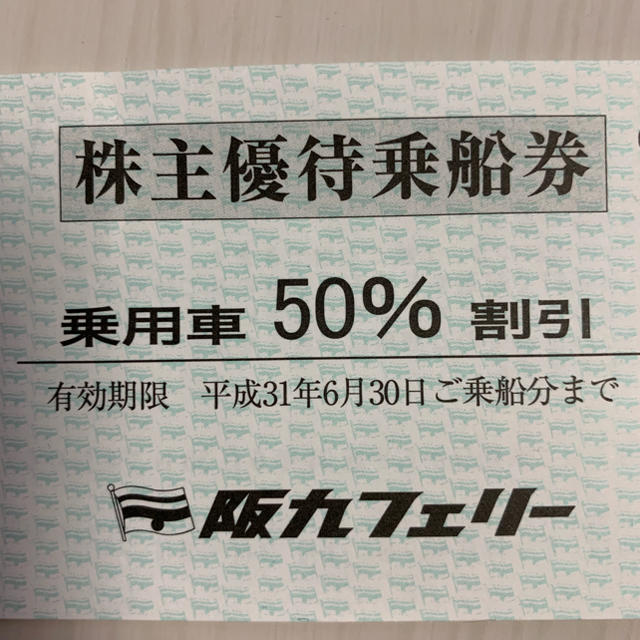 株主優待乗船券
乗用車 50% 割引
有効期限 平成31年6月30日ご乗船分まで
阪九フェリー